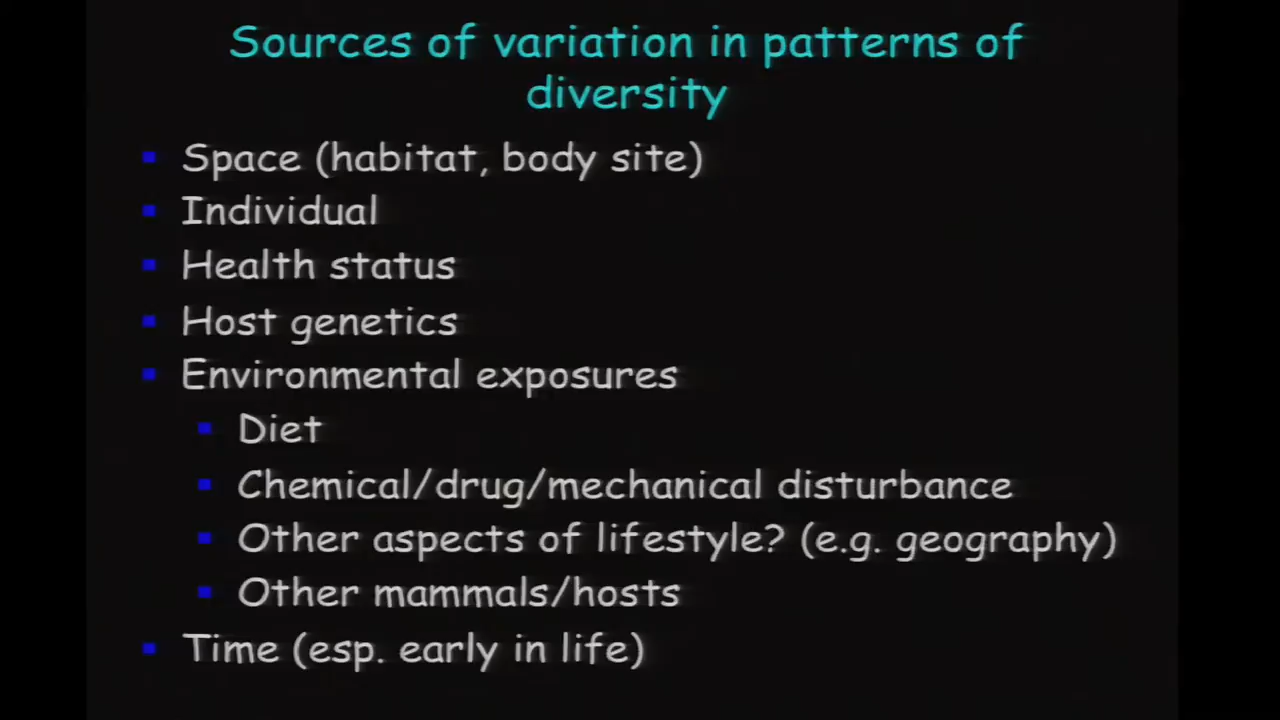 Sources of variation in patterns of
diversity
Space (habitat, body site)
Individual
Health status
Host genetics
Environmental exposures
Diet
Chemical/drug/mechanical disturbance
Other aspects of lifestyle? (e.g. geography)
Other mammals/hosts
Time (esp. early in life)